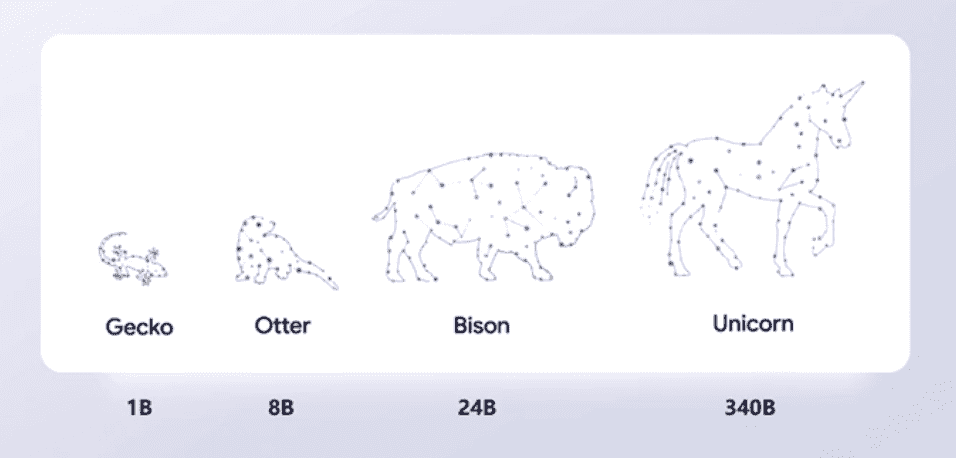 Gecko
Otter
Bison
Unicorn
1B
8B
24B
340B